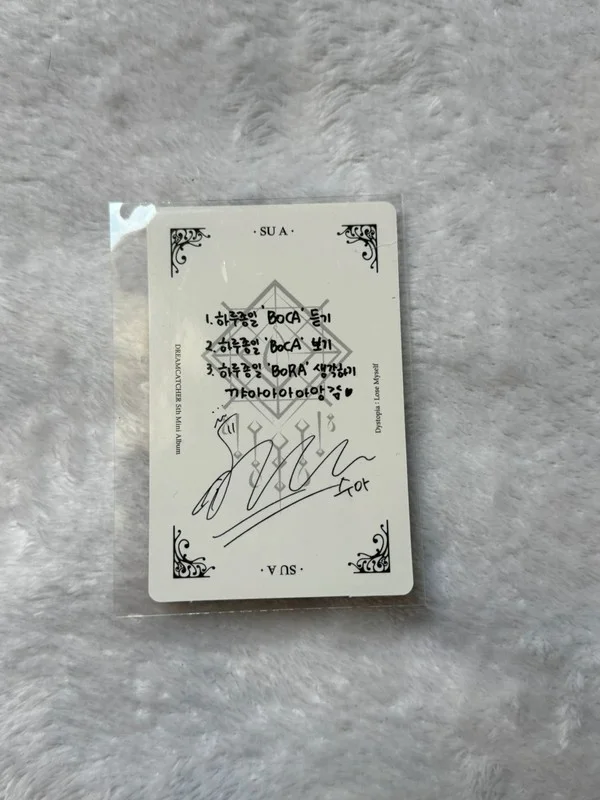 · SU A ·
1. 하루종일 'BOCA' 듣기
2. 하루종일 'BOCA' 보기
3. 하루종일 'BORA' 생각하기
꺄아아아아앙
수아
DREAMCATCHER 5th Mini Album
Dystopia : Lose Myself
· SU A ·